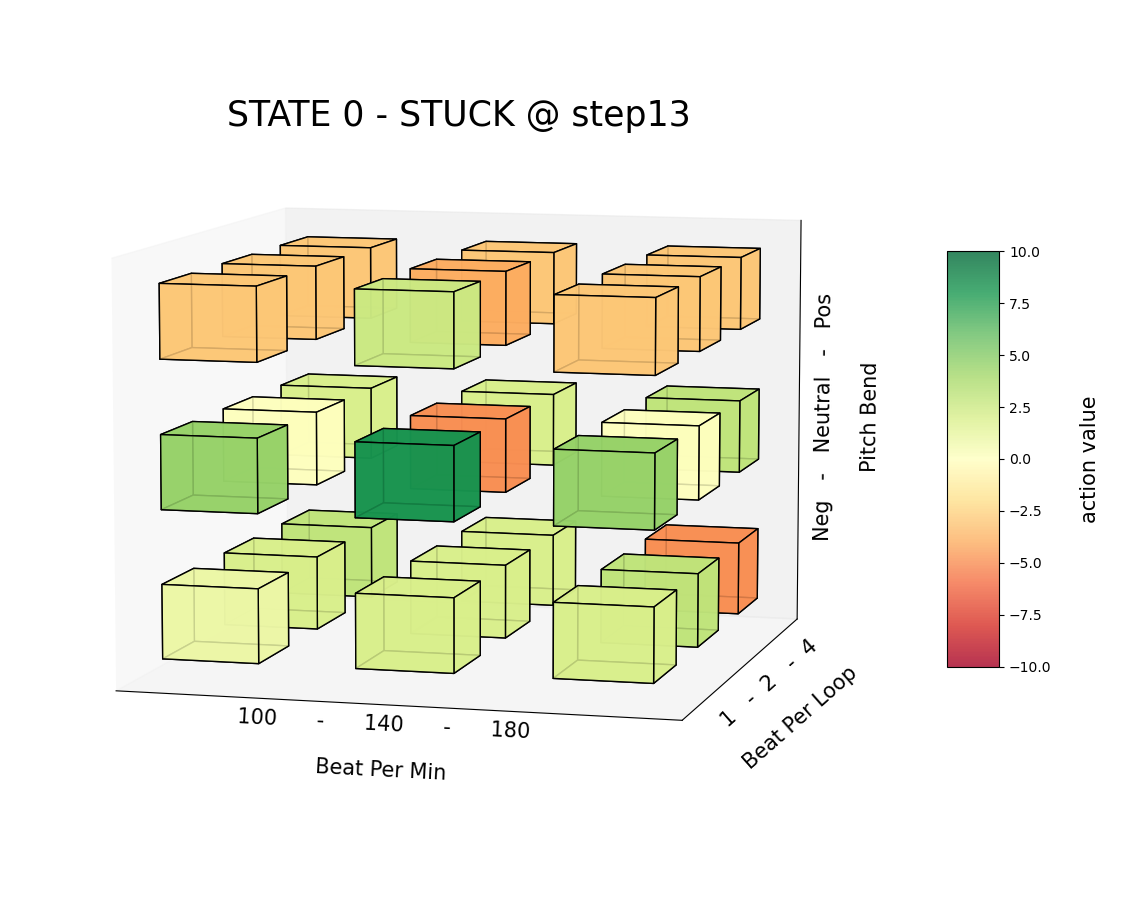 STATE 0 - STUCK @ step13
10.0
7.5
5.0
2.5
0.0
−2.5
−5.0
−7.5
−10.0
action value
Neg - Neutral - Pos
Pitch Bend
1 - 2 - 4
Beat Per Loop
100 - 140 - 180
Beat Per Min